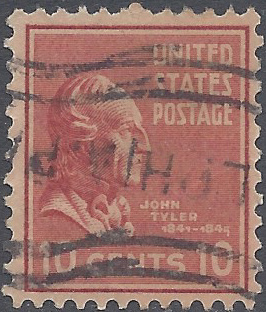 UNITED
STATES
POSTAGE
JOHN
TYLER
1841-1845
10 CENTS 10